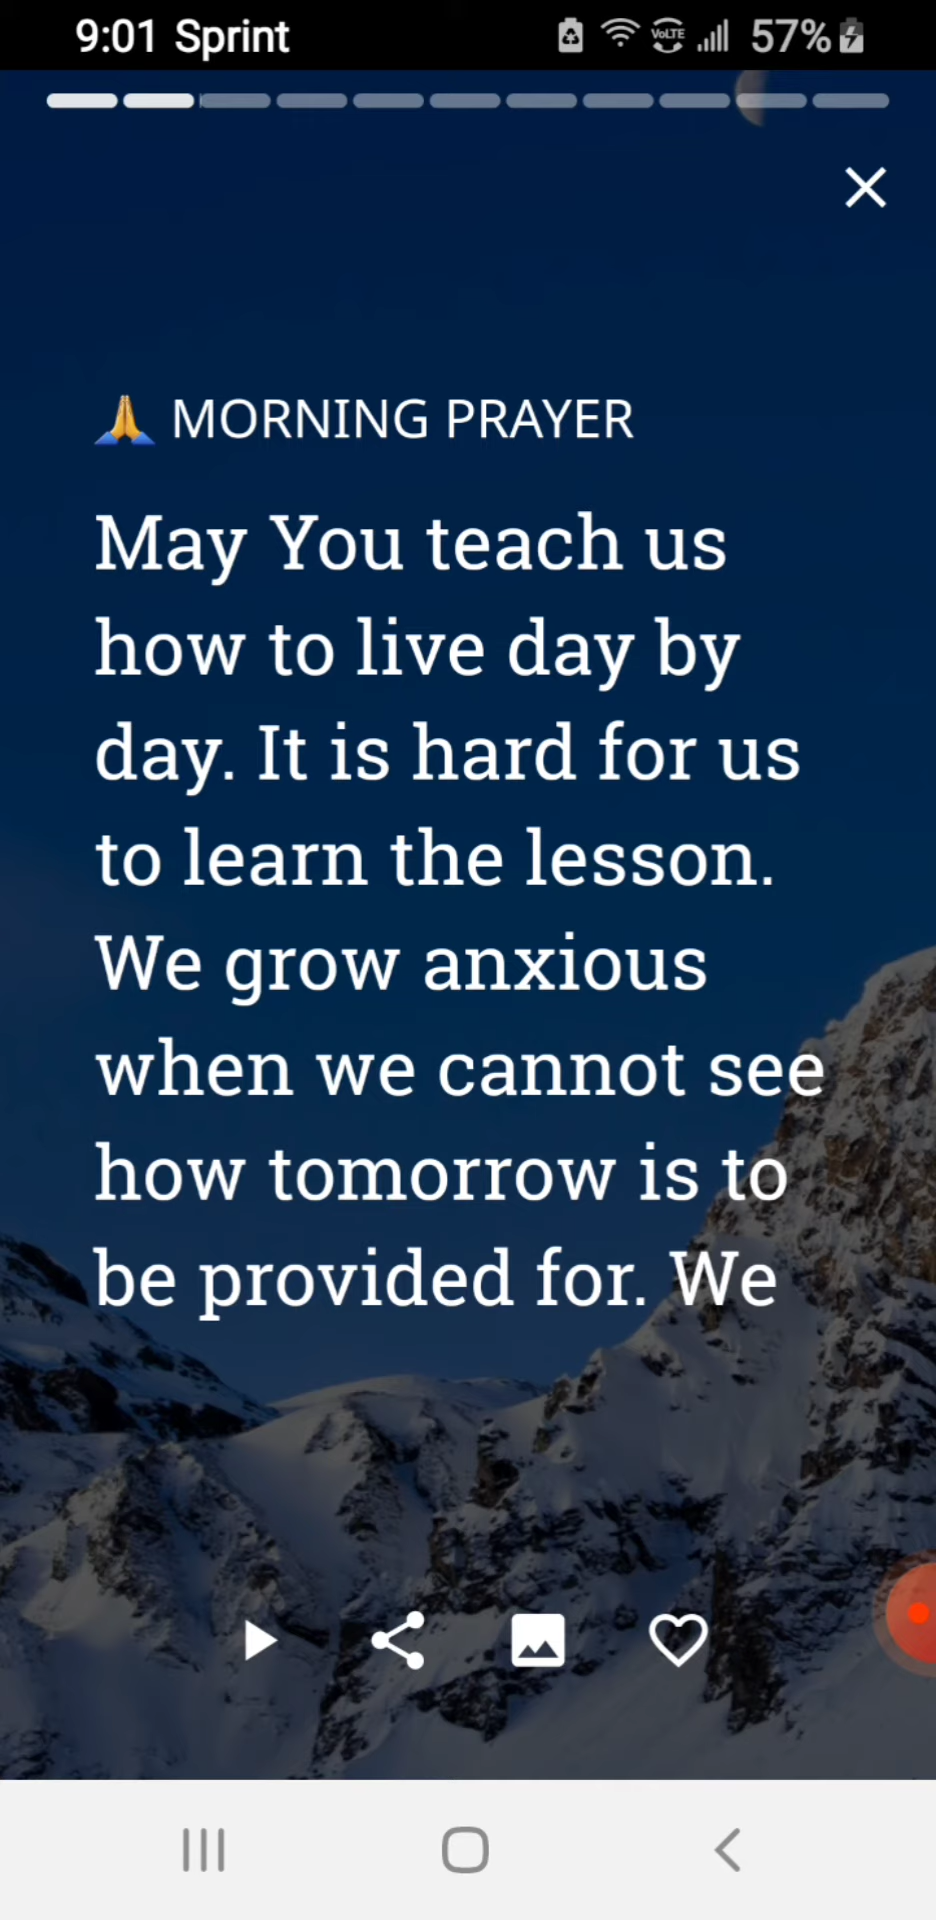 9:01 Sprint VoLTE 57%
🙏 MORNING PRAYER
May You teach us
how to live day by
day. It is hard for us
to learn the lesson.
We grow anxious
when we cannot see
how tomorrow is to
be provided for. We